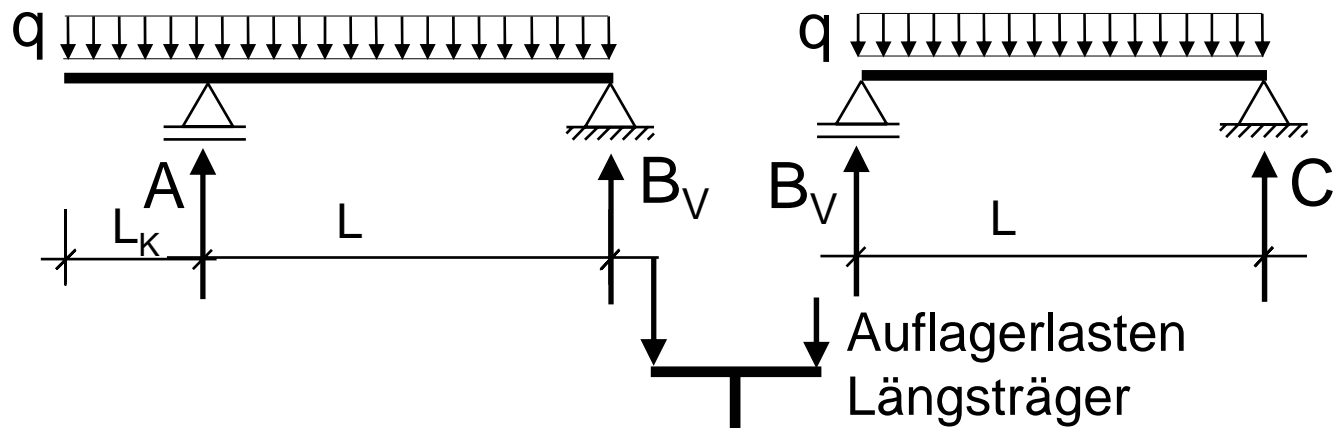 q
q
A
B_V
B_V
C
L_K
L
L
Auflagerlasten
Längsträger